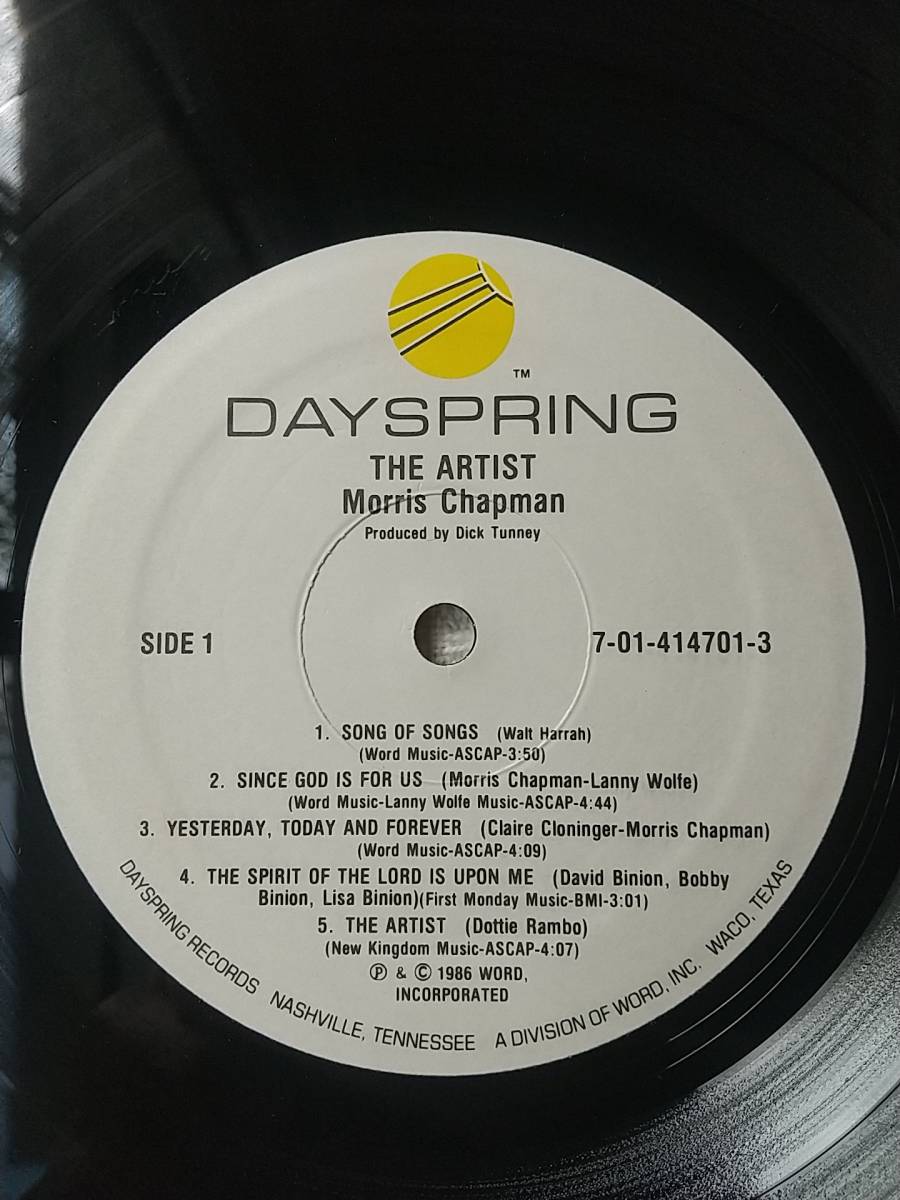 TM
DAYSPRING
THE ARTIST
Morris Chapman
Produced by Dick Tunney
SIDE 1
7-01-414701-3
1. SONG OF SONGS (Walt Harrah)
(Word Music-ASCAP-3:50)
2. SINCE GOD IS FOR US (Morris Chapman-Lanny Wolfe)
(Word Music-Lanny Wolfe Music-ASCAP-4:44)
3. YESTERDAY, TODAY AND FOREVER (Claire Cloninger-Morris Chapman)
(Word Music-ASCAP-4:09)
4. THE SPIRIT OF THE LORD IS UPON ME (David Binion, Bobby
Binion, Lisa Binion)(First Monday Music-BMI-3:01)
5. THE ARTIST (Dottie Rambo)
(New Kingdom Music-ASCAP-4:07)
℗ & © 1986 WORD,
INCORPORATED
DAYSPRING RECORDS NASHVILLE, TENNESSEE A DIVISION OF WORD, INC. WACO, TEXAS